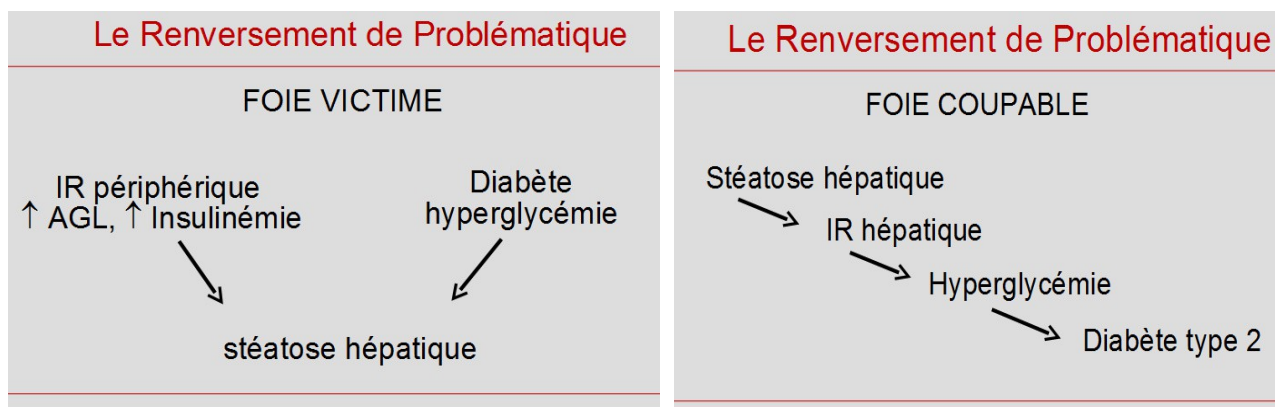 Le Renversement de Problématique
FOIE VICTIME
IR périphérique
↑ AGL, ↑ Insulinémie
Diabète
hyperglycémie
stéatose hépatique
Le Renversement de Problématique
FOIE COUPABLE
Stéatose hépatique
IR hépatique
Hyperglycémie
Diabète type 2